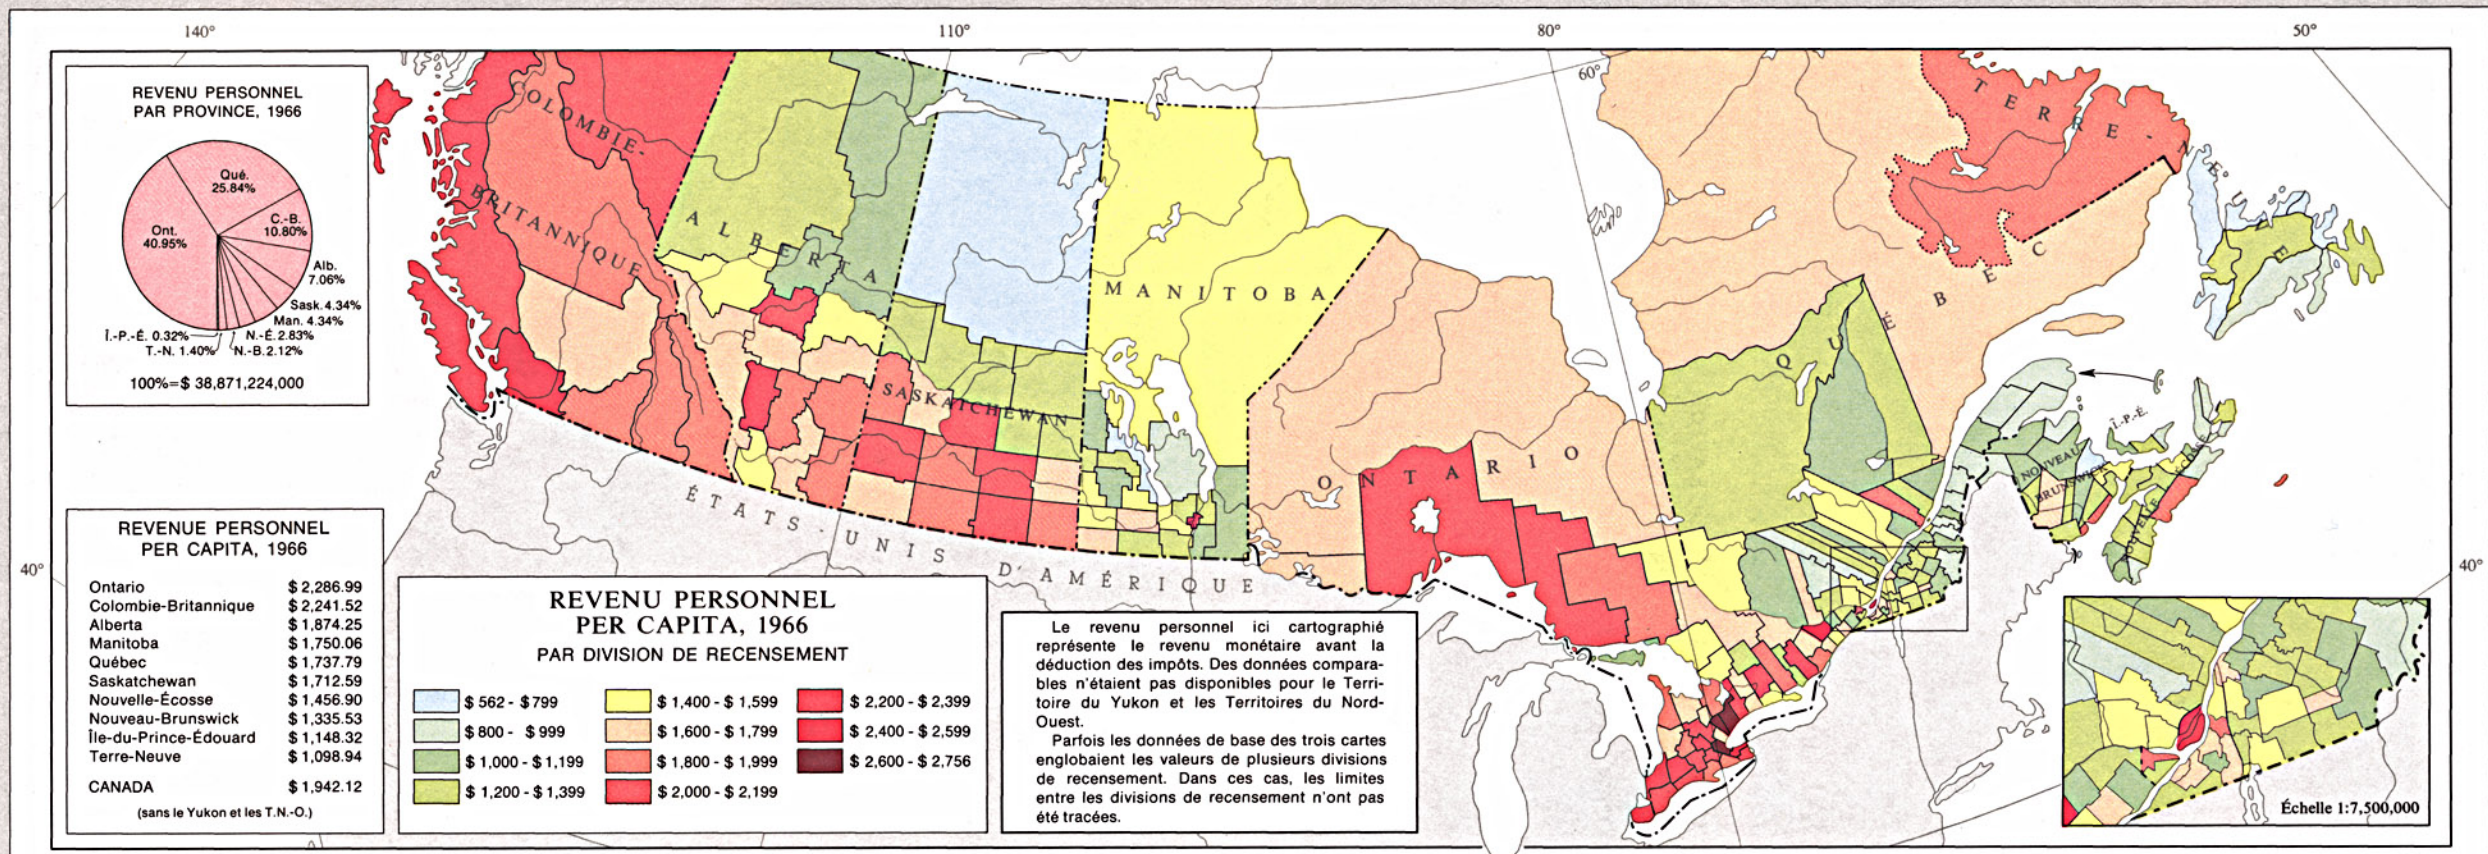 140°
110°
80°
50°
60°
40°
40°
REVENU PERSONNEL
PAR PROVINCE, 1966
Qué.
25.84%
C.-B.
10.80%
Ont.
40.95%
Alb.
7.06%
Sask. 4.34%
Man. 4.34%
Î.-P.-É. 0.32%
N.-É. 2.83%
T.-N. 1.40%
N.-B. 2.12%
100%=$ 38,871,224,000
COLOMBIE-
BRITANNIQUE
ALBERTA
SASKATCHEWAN
MANITOBA
ONTARIO
QUÉBEC
TERRE-NEUVE
Î.-P.-É.
NOUVEAU-
BRUNSWICK
NOUVELLE
ÉCOSSE
ÉTATS-UNIS D'AMÉRIQUE
REVENUE PERSONNEL
PER CAPITA, 1966
Ontario $ 2,286.99
Colombie-Britannique $ 2,241.52
Alberta $ 1,874.25
Manitoba $ 1,750.06
Québec $ 1,737.79
Saskatchewan $ 1,712.59
Nouvelle-Écosse $ 1,456.90
Nouveau-Brunswick $ 1,335.53
Île-du-Prince-Édouard $ 1,148.32
Terre-Neuve $ 1,098.94
CANADA $ 1,942.12
(sans le Yukon et les T.N.-O.)
REVENU PERSONNEL
PER CAPITA, 1966
PAR DIVISION DE RECENSEMENT
$ 562 - $799
$ 800 - $ 999
$ 1,000 - $ 1,199
$ 1,200 - $ 1,399
$ 1,400 - $ 1,599
$ 1,600 - $ 1,799
$ 1,800 - $ 1,999
$ 2,000 - $ 2,199
$ 2,200 - $ 2,399
$ 2,400 - $ 2,599
$ 2,600 - $ 2,756
Le revenu personnel ici cartographié
représente le revenu monétaire avant la
déduction des impôts. Des données compara-
bles n'étaient pas disponibles pour le Terri-
toire du Yukon et les Territoires du Nord-
Ouest.
Parfois les données de base des trois cartes
englobaient les valeurs de plusieurs divisions
de recensement. Dans ces cas, les limites
entre les divisions de recensement n'ont pas
été tracées.
Échelle 1:7,500,000